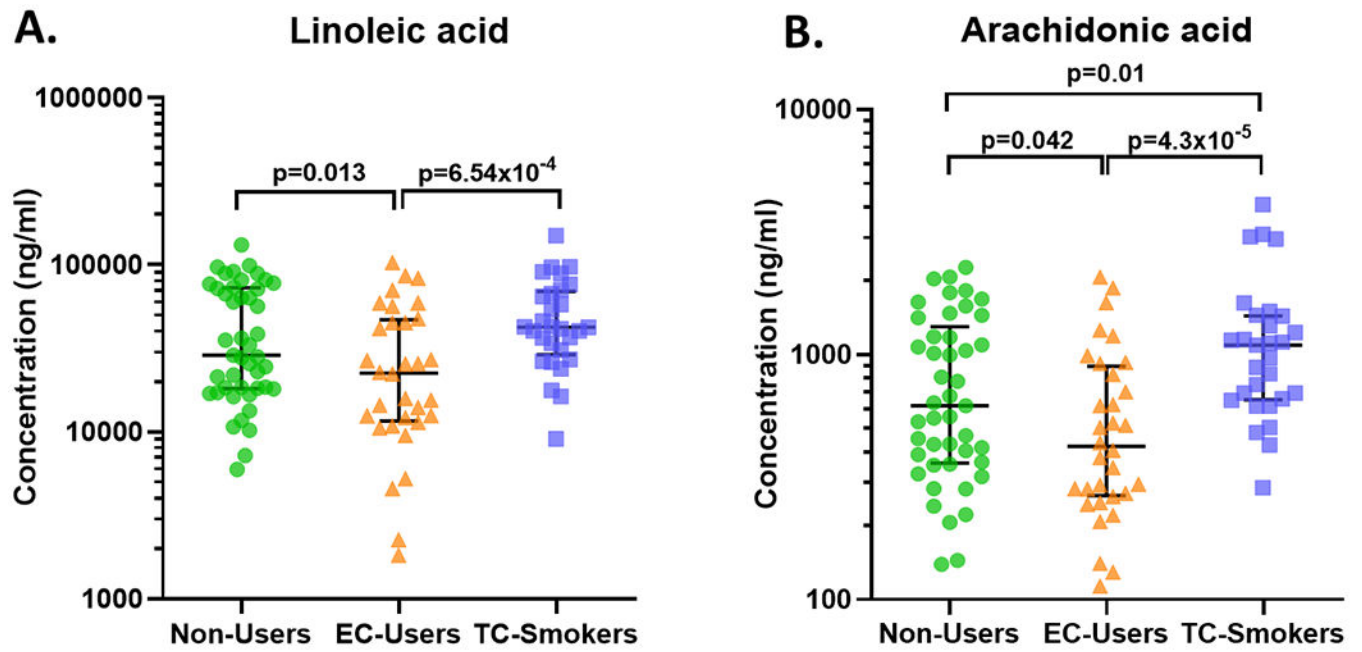 A.
Linoleic acid
Concentration (ng/ml)
1000000
100000
10000
1000
p=0.013
p=6.54x10⁻⁴
Non-Users
EC-Users
TC-Smokers
B.
Arachidonic acid
Concentration (ng/ml)
10000
1000
100
p=0.01
p=0.042
p=4.3x10⁻⁵
Non-Users
EC-Users
TC-Smokers